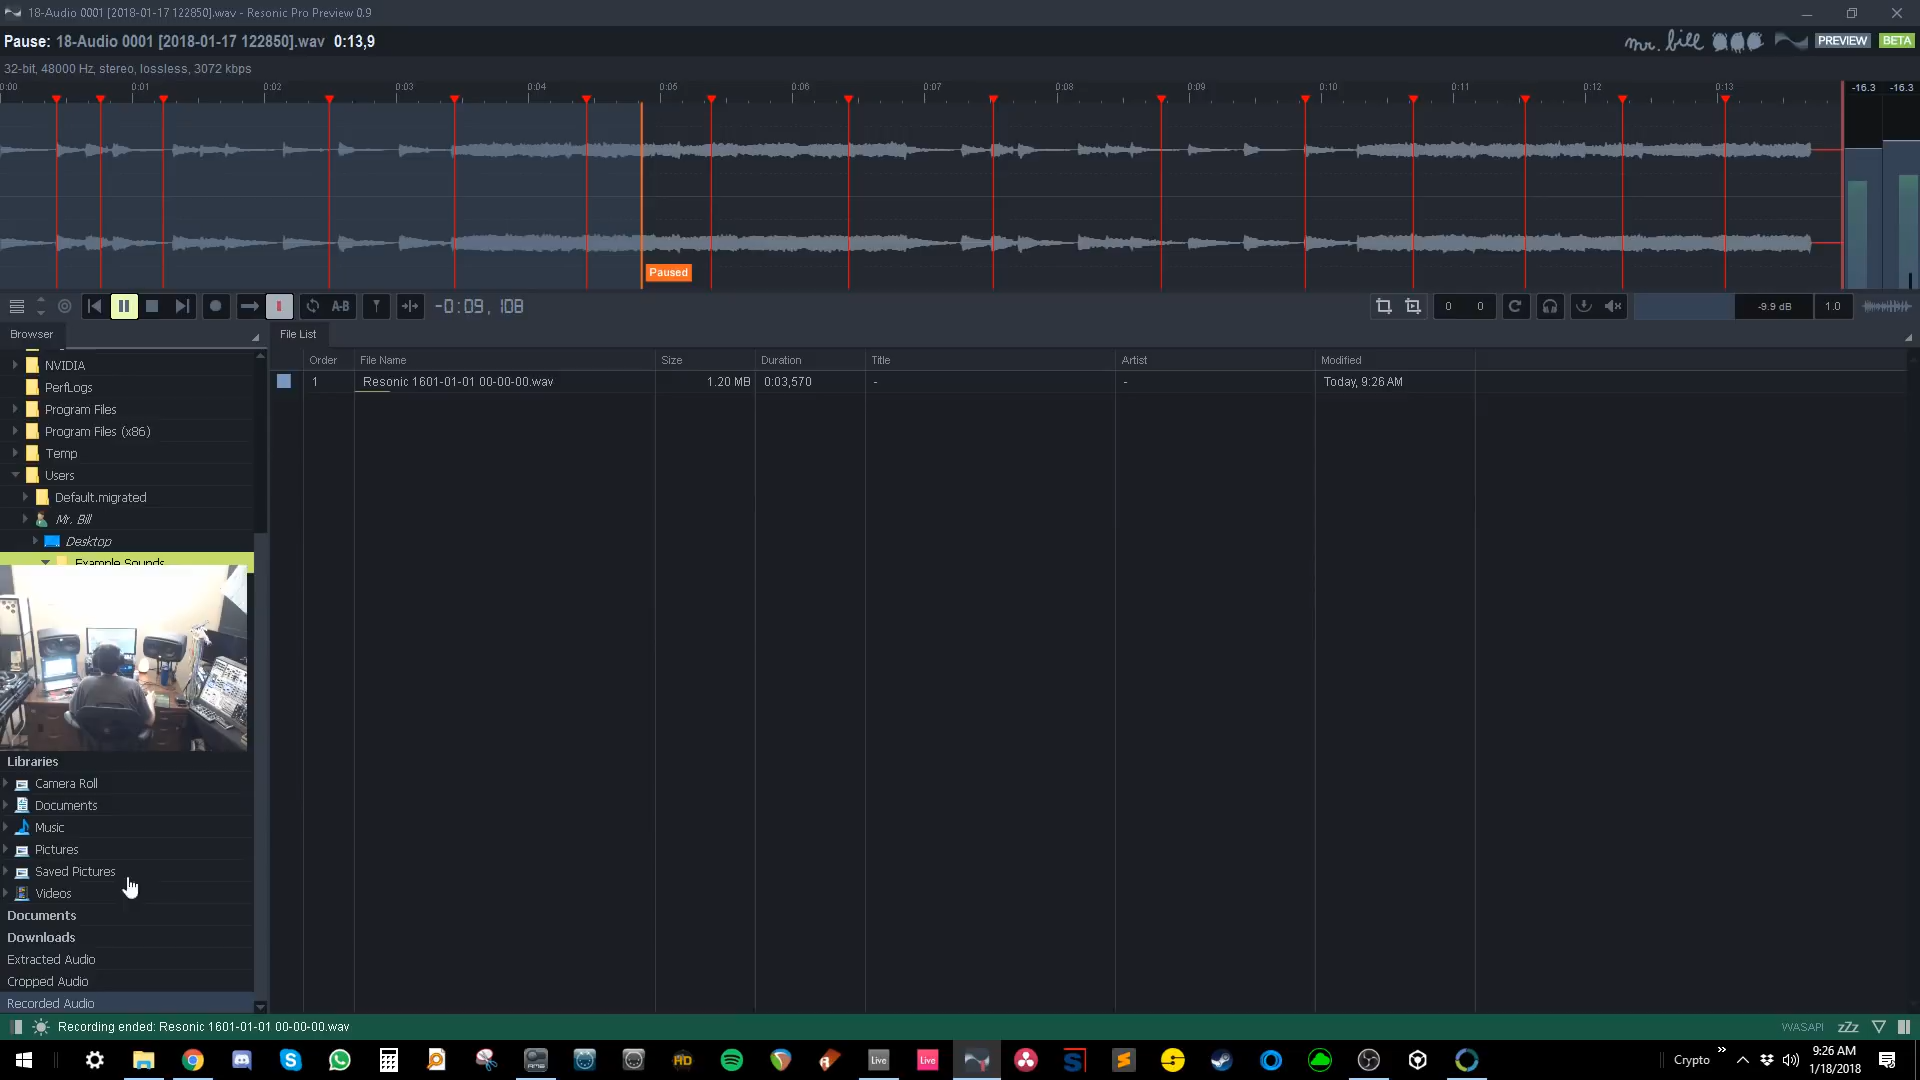 18-Audio 0001 [2018-01-17 122850].wav - Resonic Pro Preview 0.9
Pause: 18-Audio 0001 [2018-01-17 122850].wav 0:13,9
mr. bill PREVIEW BETA
32-bit, 48000 Hz, stereo, lossless, 3072 kbps
0:00 0:01 0:02 0:03 0:04 0:05 0:06 0:07 0:08 0:09 0:10 0:11 0:12 0:13 -16.3 -16.3
Paused
A-B -0:09,108 0 0 -9.9 dB 1.0
Browser File List
Order File Name Size Duration Title Artist Modified
1 Resonic 1601-01-01 00-00-00.wav 1.20 MB 0:03,570 - - Today, 9:26 AM
NVIDIA
PerfLogs
Program Files
Program Files (x86)
Temp
Users
Default.migrated
Mr. Bill
Desktop
Example Sounds
Libraries
Camera Roll
Documents
Music
Pictures
Saved Pictures
Videos
Documents
Downloads
Extracted Audio
Cropped Audio
Recorded Audio
Recording ended: Resonic 1601-01-01 00-00-00.wav WASAPI zZz
Live Live Crypto » 9:26 AM
1/18/2018